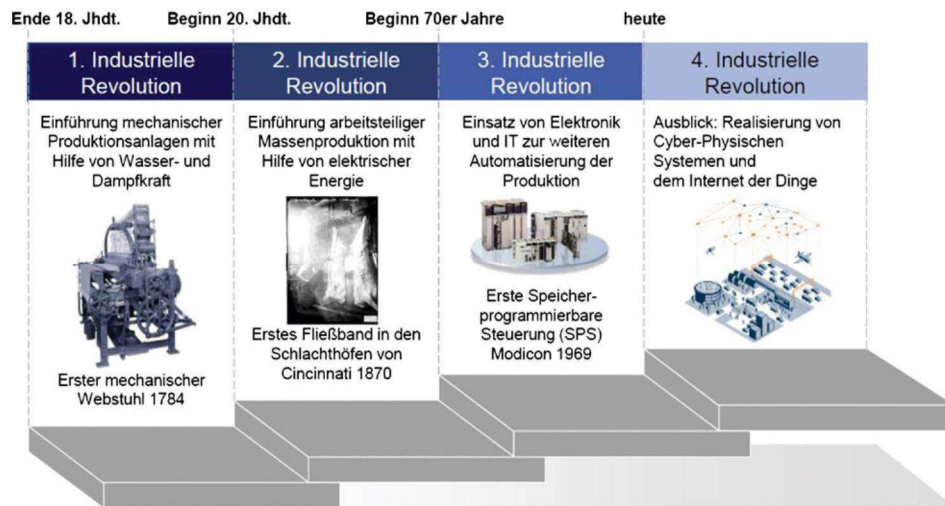 Ende 18. Jhdt.
Beginn 20. Jhdt.
Beginn 70er Jahre
heute
1. Industrielle
Revolution
Einführung mechanischer
Produktionsanlagen mit
Hilfe von Wasser- und
Dampfkraft
Erster mechanischer
Webstuhl 1784
2. Industrielle
Revolution
Einführung arbeitsteiliger
Massenproduktion mit
Hilfe von elektrischer
Energie
Erstes Fließband in den
Schlachthöfen von
Cincinnati 1870
3. Industrielle
Revolution
Einsatz von Elektronik
und IT zur weiteren
Automatisierung der
Produktion
Erste Speicher-
programmierbare
Steuerung (SPS)
Modicon 1969
4. Industrielle
Revolution
Ausblick: Realisierung von
Cyber-Physischen
Systemen und
dem Internet der Dinge